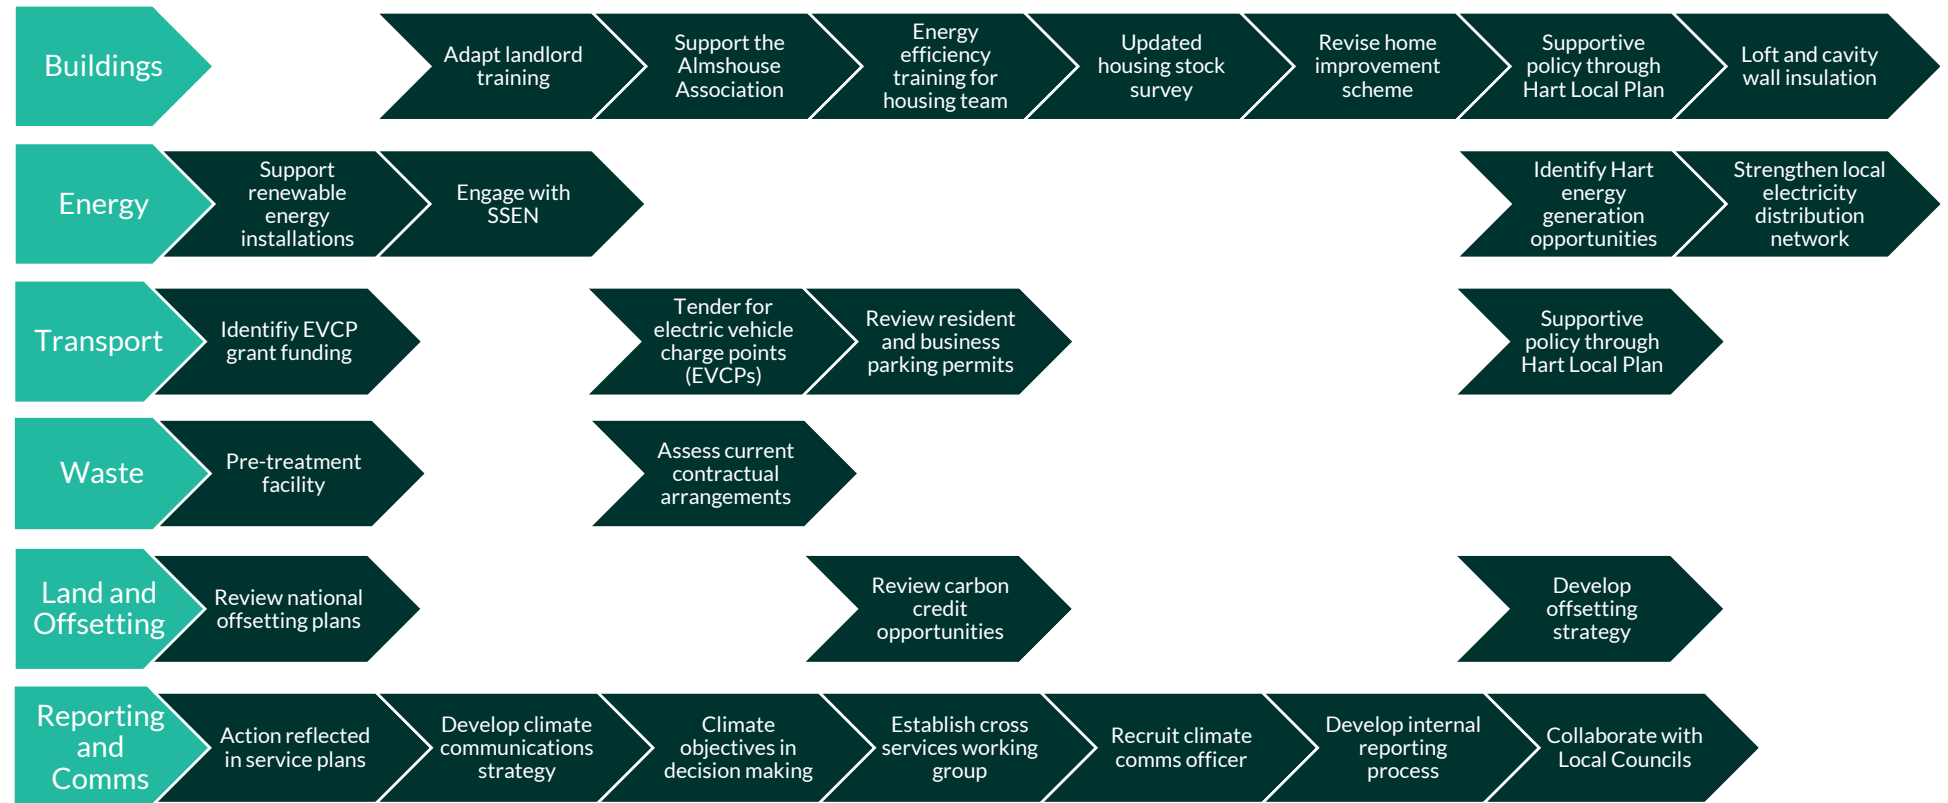 Buildings
Adapt landlord
training
Support the
Almshouse
Association
Energy
efficiency
training for
housing team
Updated
housing stock
survey
Revise home
improvement
scheme
Supportive
policy through
Hart Local Plan
Loft and cavity
wall insulation
Energy
Support
renewable
energy
installations
Engage with
SSEN
Identify Hart
energy
generation
opportunities
Strengthen local
electricity
distribution
network
Transport
Identifiy EVCP
grant funding
Tender for
electric vehicle
charge points
(EVCPs)
Review resident
and business
parking permits
Supportive
policy through
Hart Local Plan
Waste
Pre-treatment
facility
Assess current
contractual
arrangements
Land and
Offsetting
Review national
offsetting plans
Review carbon
credit
opportunities
Develop
offsetting
strategy
Reporting
and
Comms
Action reflected
in service plans
Develop climate
communications
strategy
Climate
objectives in
decision making
Establish cross
services working
group
Recruit climate
comms officer
Develop internal
reporting
process
Collaborate with
Local Councils